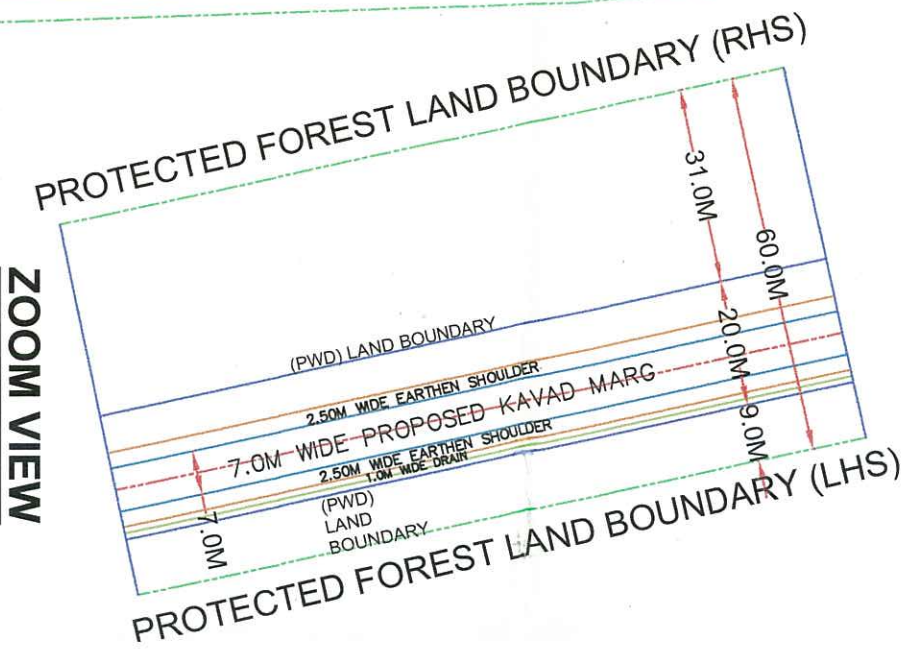 PROTECTED FOREST LAND BOUNDARY (RHS)
31.0M
60.0M
(PWD) LAND BOUNDARY
20.0M
2.50M WIDE EARTHEN SHOULDER
7.0M WIDE PROPOSED KAVAD MARG
2.50M WIDE EARTHEN SHOULDER
1.0M WIDE DRAIN
9.0M
7.0M
(PWD)
LAND
BOUNDARY
PROTECTED FOREST LAND BOUNDARY (LHS)
ZOOM VIEW